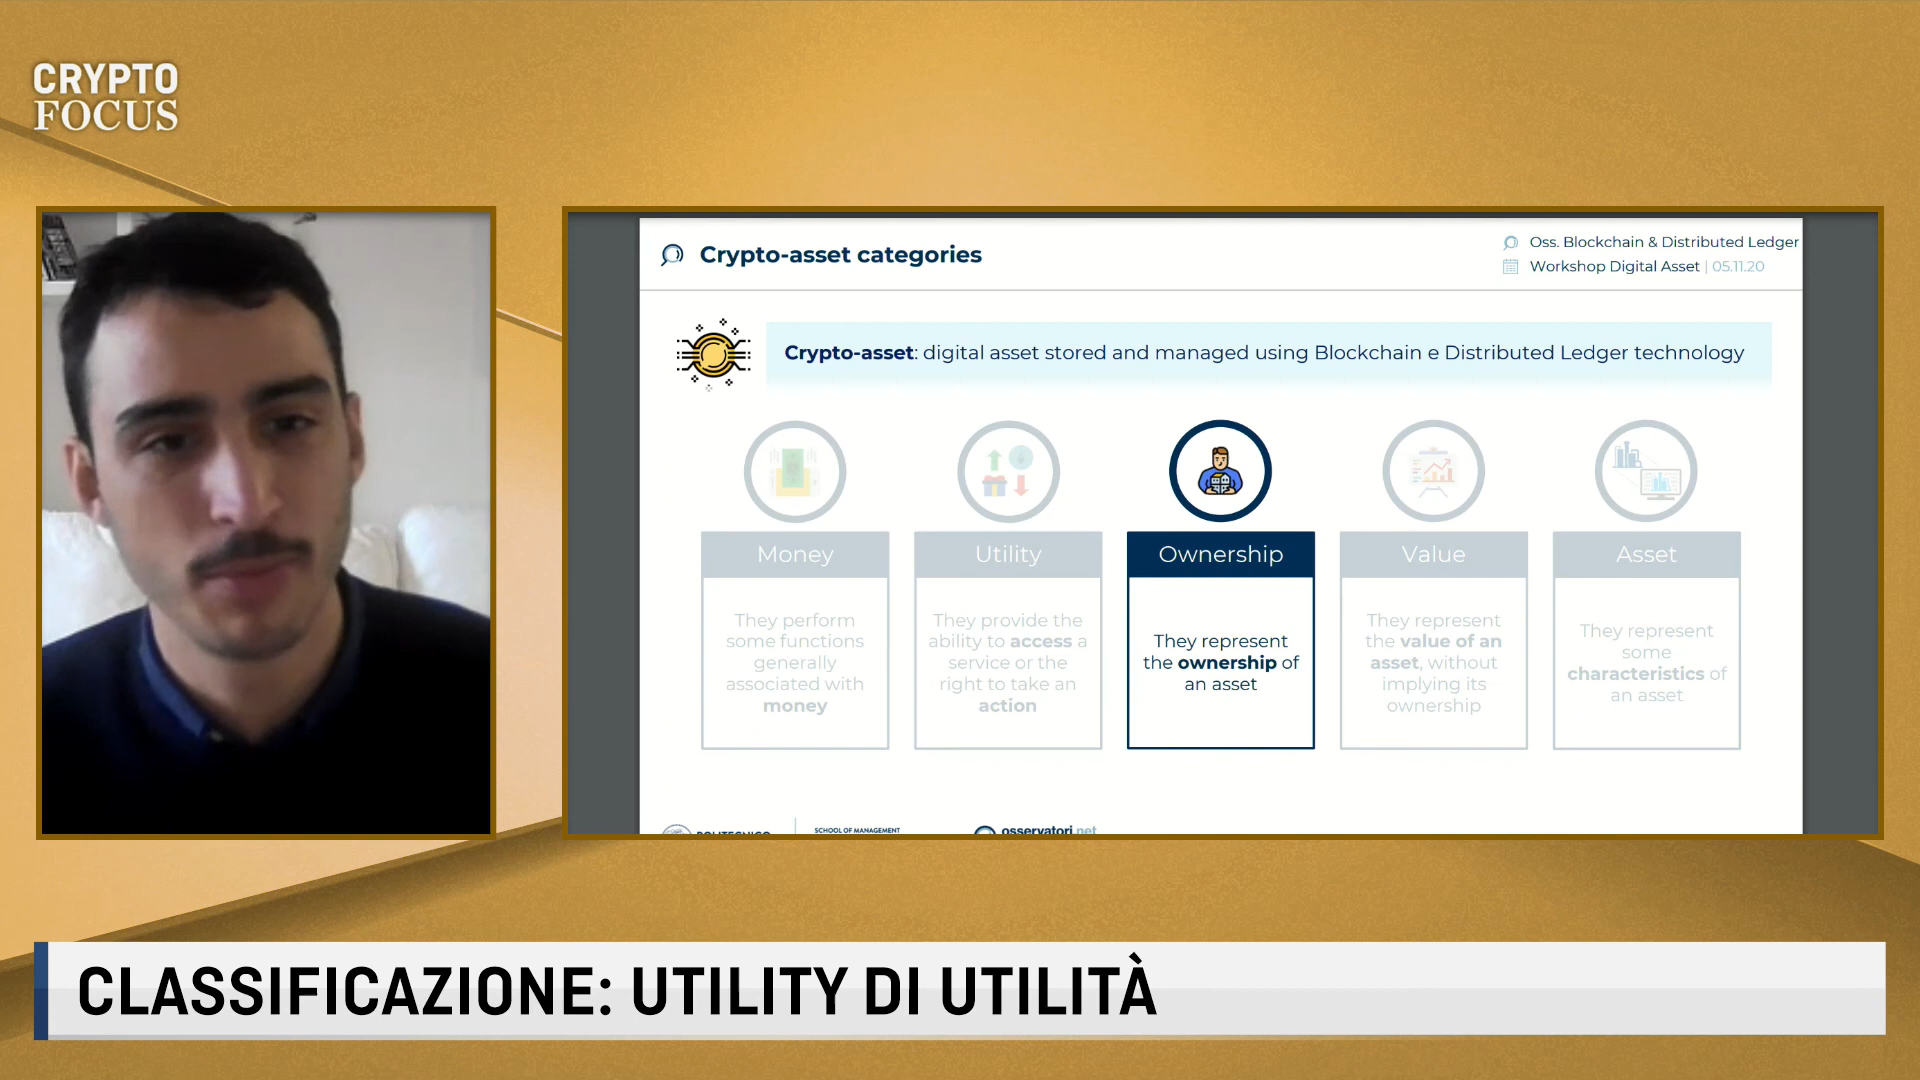 CRYPTO
FOCUS
Crypto-asset categories
Oss. Blockchain & Distributed Ledger
Workshop Digital Asset | 05.11.20
Crypto-asset: digital asset stored and managed using Blockchain e Distributed Ledger technology
Money
They perform
some functions
generally
associated with
money
Utility
They provide the
ability to access a
service or the
right to take an
action
Ownership
They represent
the ownership of
an asset
Value
They represent
the value of an
asset, without
implying its
ownership
Asset
They represent
some
characteristics of
an asset
POLITECNICO
SCHOOL OF MANAGEMENT
osservatori.net
CLASSIFICAZIONE: UTILITY DI UTILITÀ